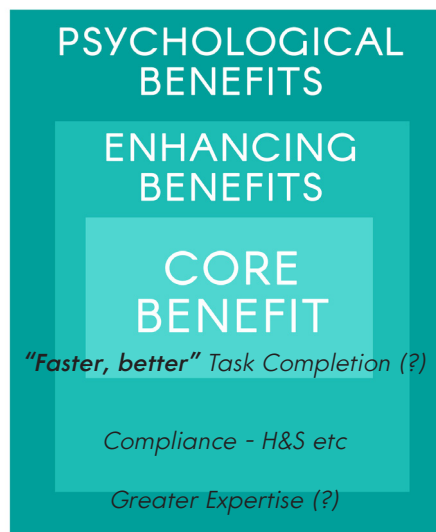 PSYCHOLOGICAL
BENEFITS
ENHANCING
BENEFITS
CORE
BENEFIT
“Faster, better” Task Completion (?)
Compliance - H&S etc
Greater Expertise (?)